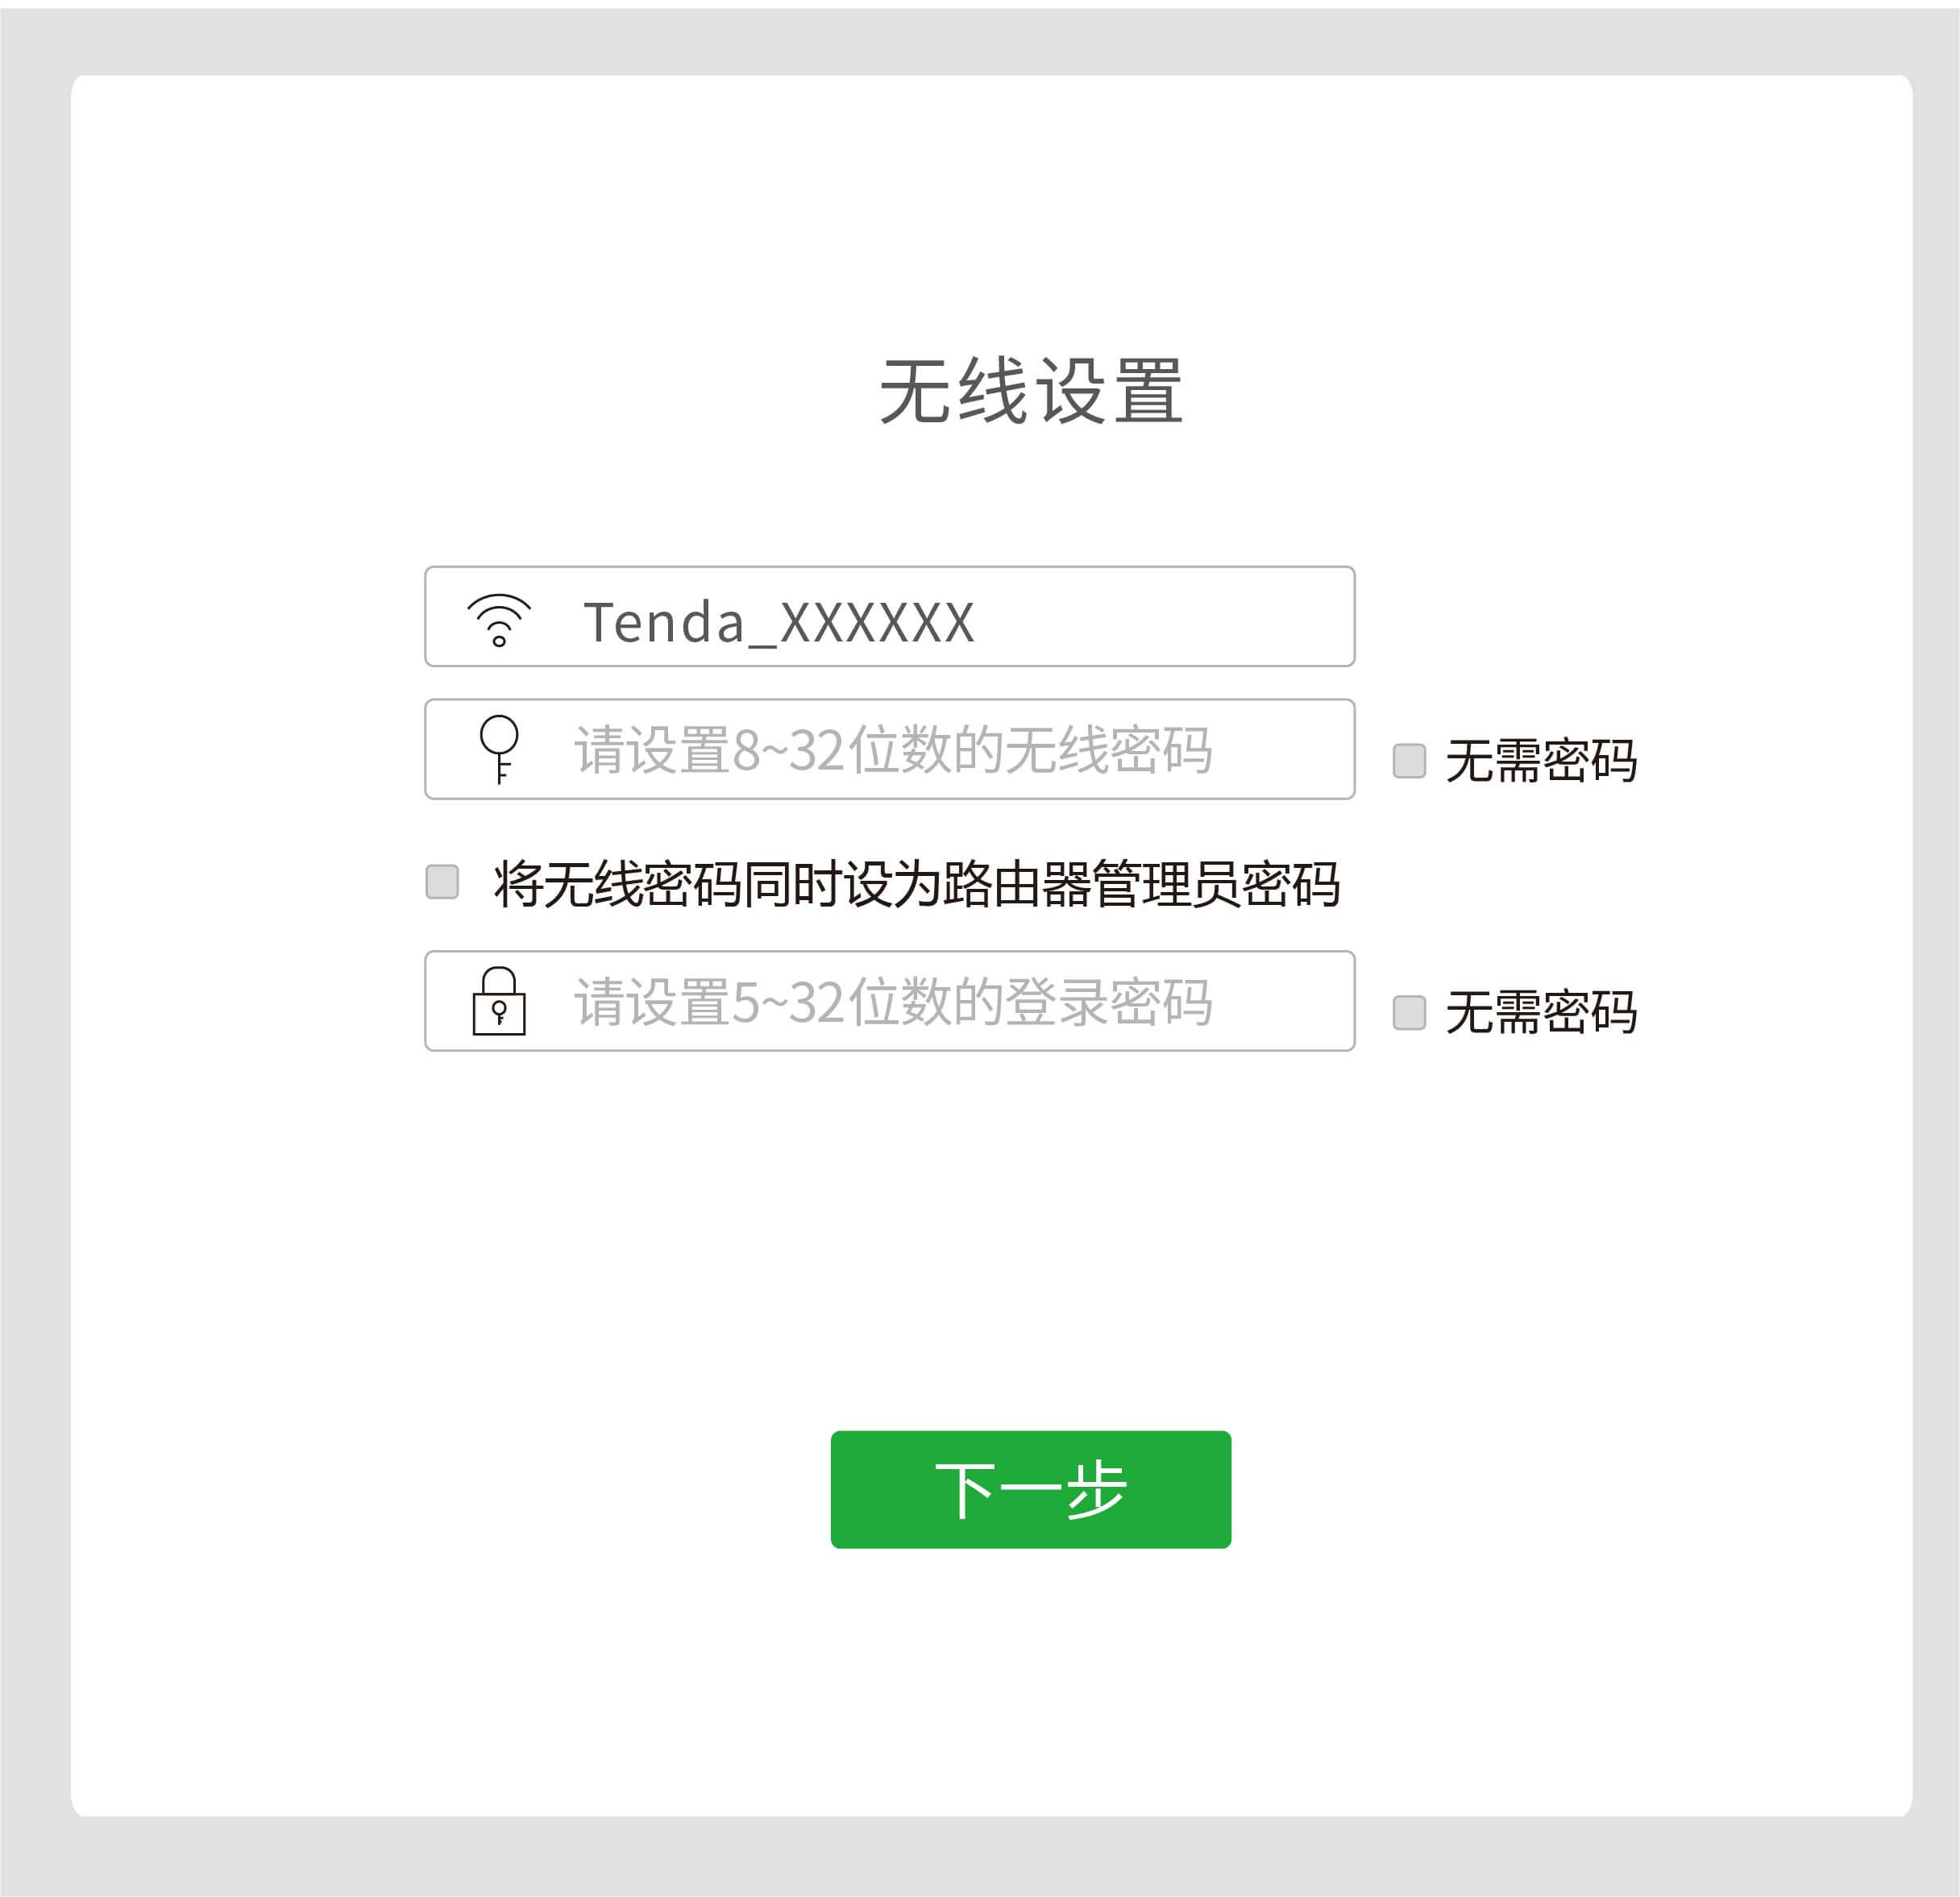 无线设置
Tenda_XXXXXX
请设置8~32位数的无线密码
无需密码
将无线密码同时设为路由器管理员密码
请设置5~32位数的登录密码
无需密码
下一步